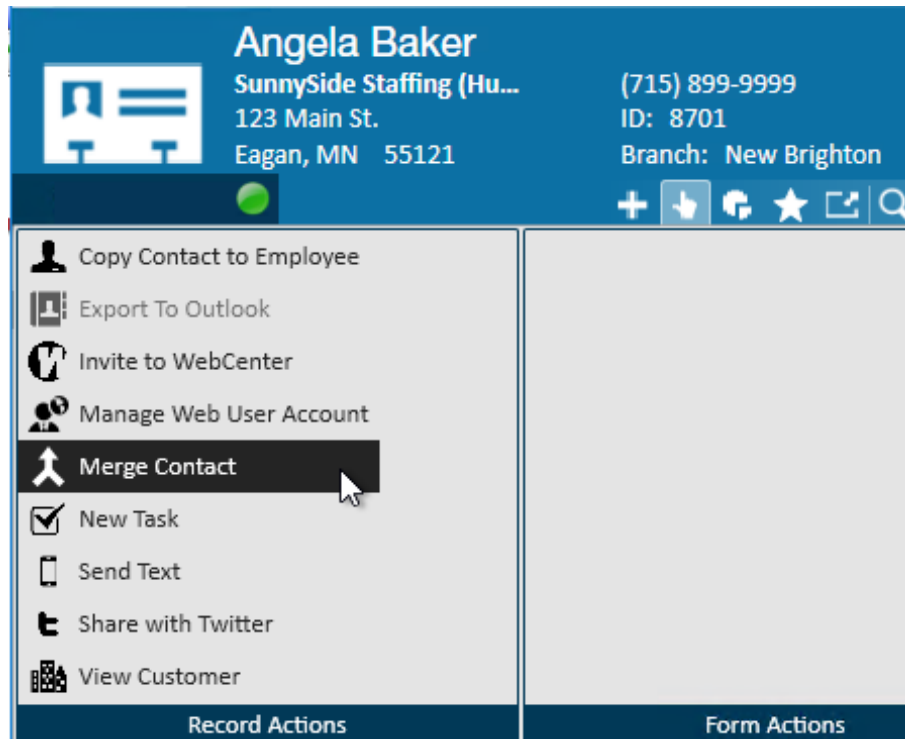 Angela Baker
SunnySide Staffing (Hu...
(715) 899-9999
123 Main St.
ID: 8701
Eagan, MN 55121
Branch: New Brighton
Copy Contact to Employee
Export To Outlook
Invite to WebCenter
Manage Web User Account
Merge Contact
New Task
Send Text
Share with Twitter
View Customer
Record Actions
Form Actions